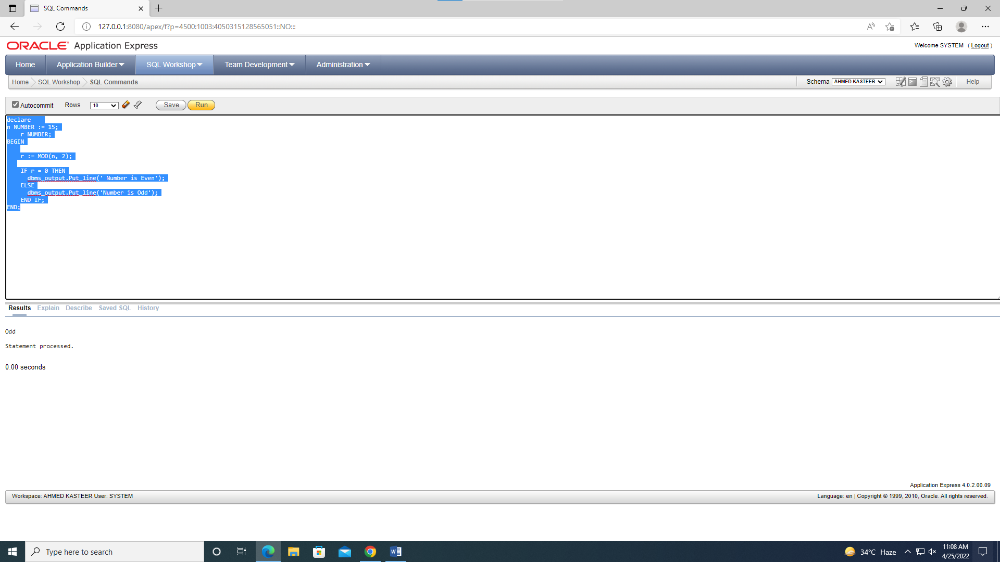 SQL Commands
127.0.0.1:8080/apex/f?p=4500:1003:4050315128565051::NO:::
ORACLE Application Express
Welcome SYSTEM ( Logout )
Home Application Builder SQL Workshop Team Development Administration
Home SQL Workshop SQL Commands Schema AHMED KASTEER Help
Autocommit Rows 10 Save Run
declare
n NUMBER := 15;
r NUMBER;
BEGIN
r := MOD(n, 2);
IF r = 0 THEN
dbms_output.Put_line(' Number is Even');
ELSE
dbms_output.Put_line('Number is Odd');
END IF;
END;
Results Explain Describe Saved SQL History
Odd
Statement processed.
0.00 seconds
Application Express 4.0.2.00.09
Workspace: AHMED KASTEER User: SYSTEM Language: en | Copyright © 1999, 2010, Oracle. All rights reserved.
Type here to search
34°C Haze
11:08 AM
4/25/2022